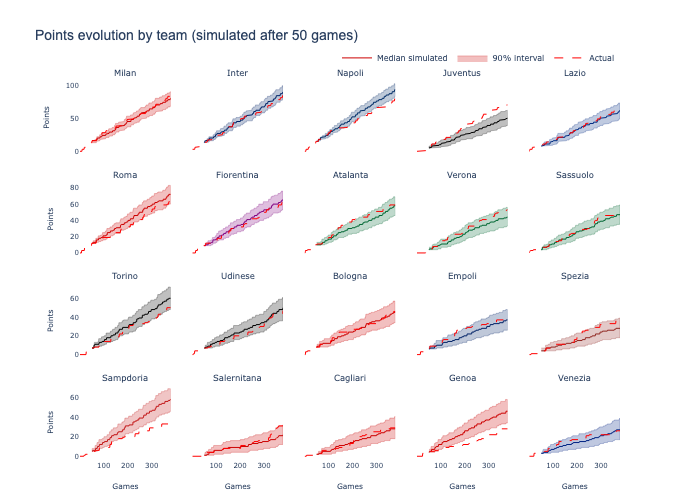 Points evolution by team (simulated after 50 games)
Median simulated 90% interval Actual
Milan Inter Napoli Juventus Lazio
100
50
0
Points
Roma Fiorentina Atalanta Verona Sassuolo
80
60
40
20
0
Points
Torino Udinese Bologna Empoli Spezia
60
40
20
0
Points
Sampdoria Salernitana Cagliari Genoa Venezia
60
40
20
0
Points
100 200 300 100 200 300 100 200 300 100 200 300 100 200 300
Games Games Games Games Games